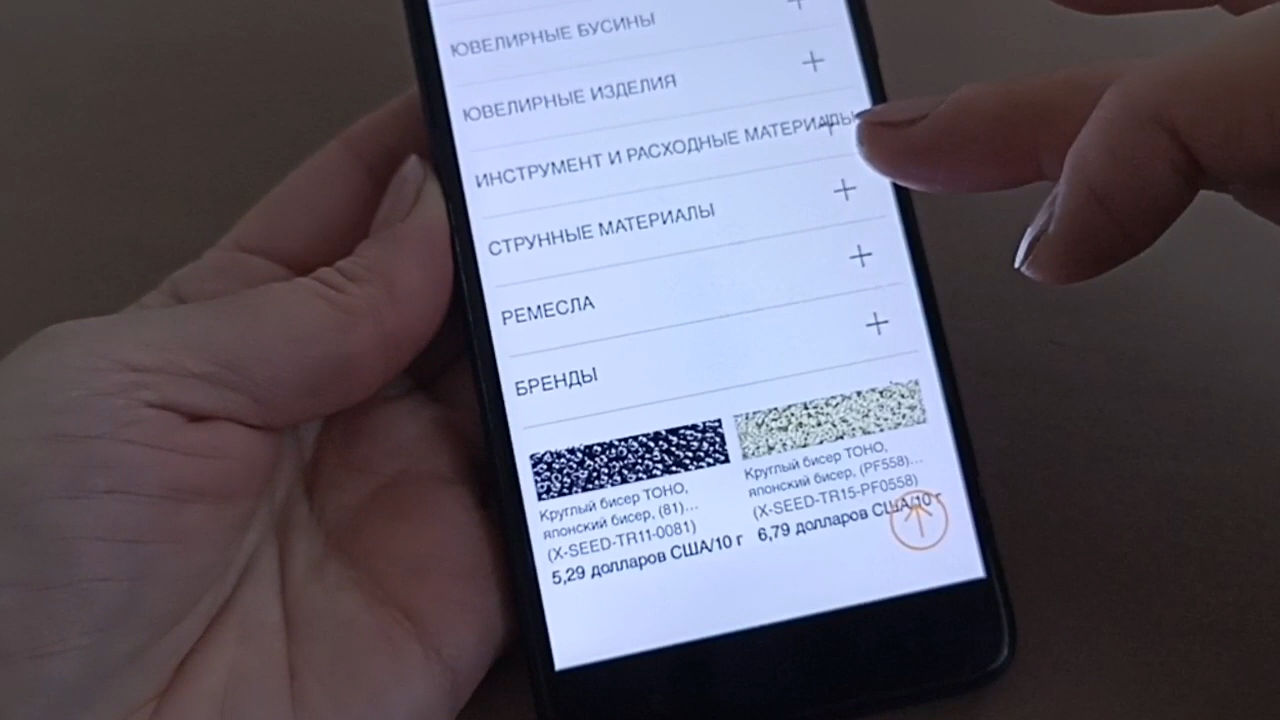 ЮВЕЛИРНЫЕ БУСИНЫ
ЮВЕЛИРНЫЕ ИЗДЕЛИЯ
ИНСТРУМЕНТ И РАСХОДНЫЕ МАТЕРИАЛЫ
СТРУННЫЕ МАТЕРИАЛЫ
РЕМЕСЛА
БРЕНДЫ
Круглый бисер TOHO,
японский бисер, (81)...
(X-SEED-TR11-0081)
5,29 долларов США/10 г
Круглый бисер TOHO,
японский бисер, (PF558)...
(X-SEED-TR15-PF0558)
6,79 долларов США/10 г